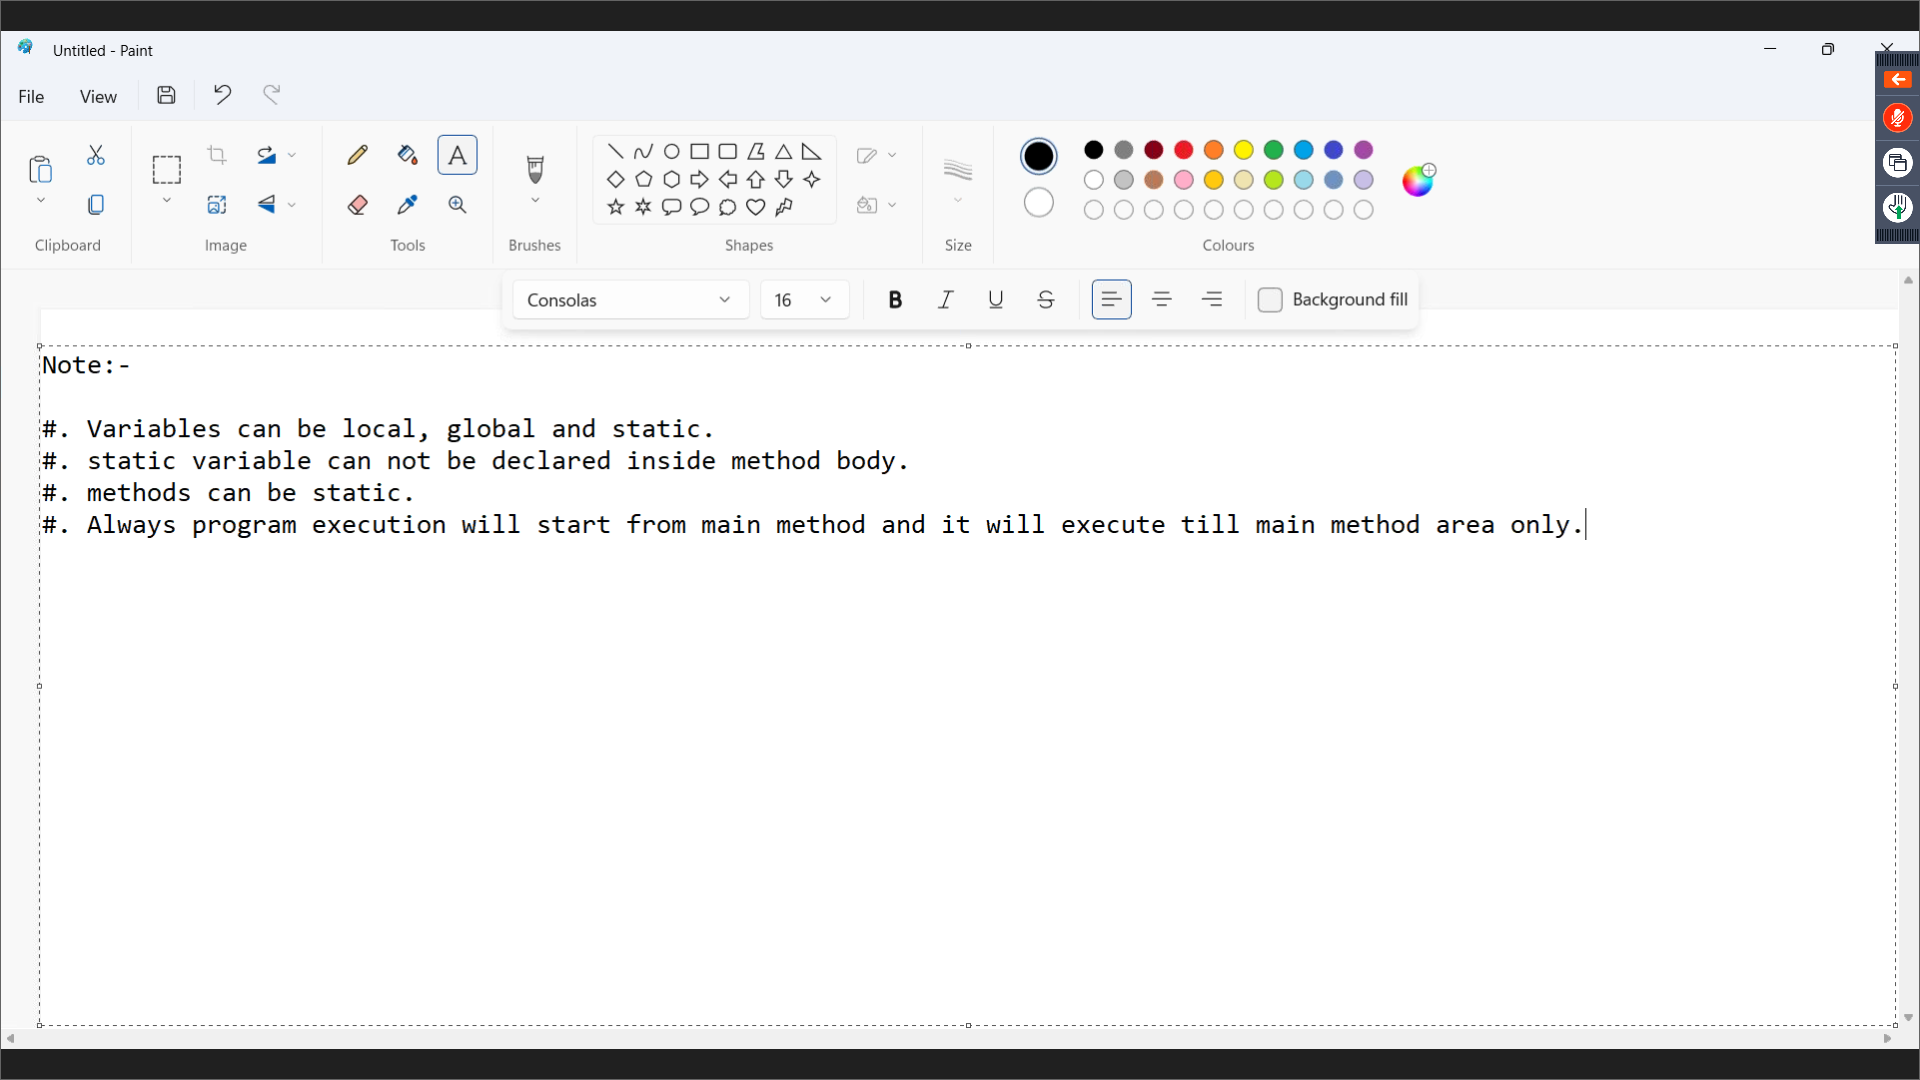 Untitled - Paint
File View
Clipboard Image Tools Brushes Shapes Size Colours
Consolas 16 B I U S Background fill
Note:-
#. Variables can be local, global and static.
#. static variable can not be declared inside method body.
#. methods can be static.
#. Always program execution will start from main method and it will execute till main method area only.